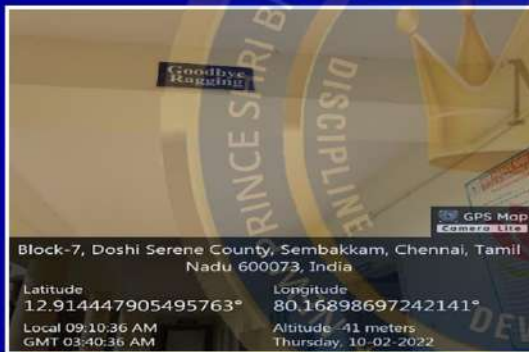 Goodbye
Ragging
PRINCE SHRI B
DISCIPLINE
DE
GPS Map
Camera Lite
Block-7, Doshi Serene County, Sembakkam, Chennai, Tamil
Nadu 600073, India
Latitude
12.914447905495763°
Longitude
80.16898697242141°
Local 09:10:36 AM
GMT 03:40:36 AM
Altitude -41 meters
Thursday, 10-02-2022